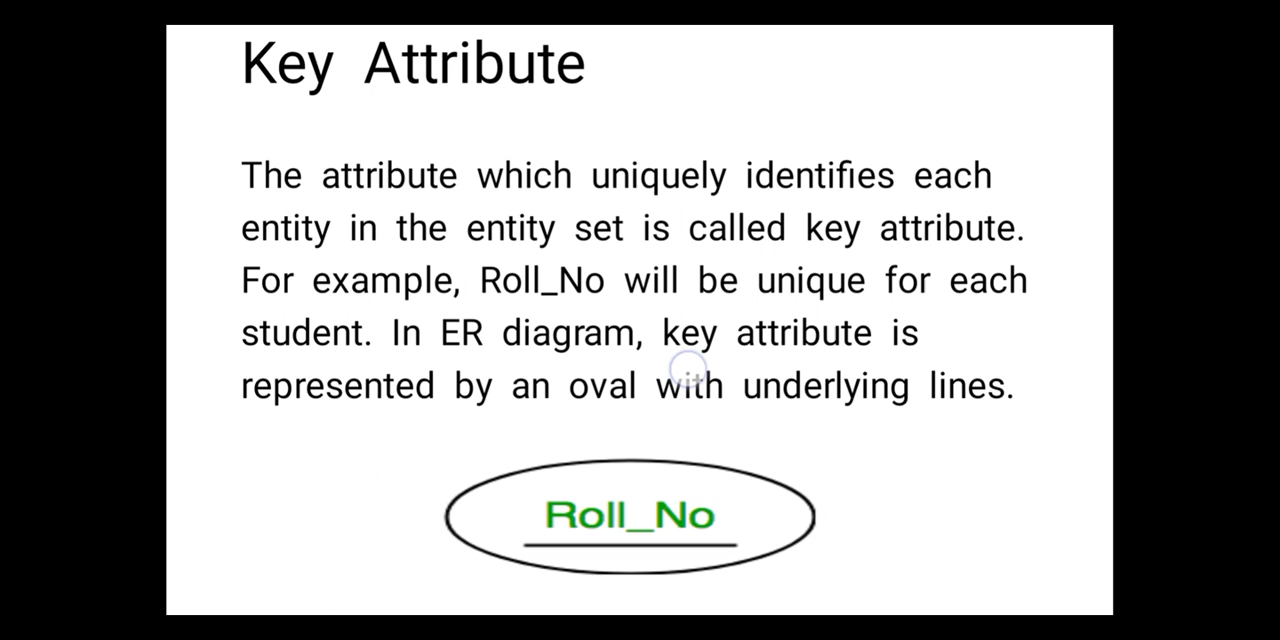 Key Attribute
The attribute which uniquely identifies each
entity in the entity set is called key attribute.
For example, Roll_No will be unique for each
student. In ER diagram, key attribute is
represented by an oval with underlying lines.
Roll_No